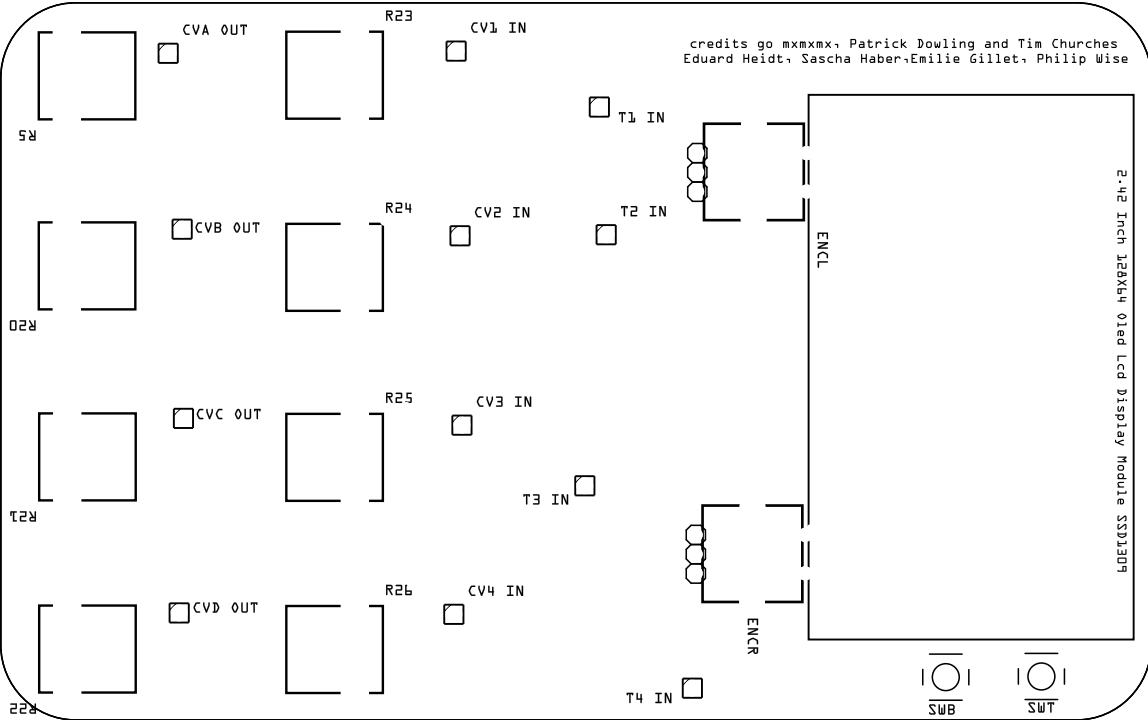 R23
CVA OUT
CV1 IN
credits go mxmxmx, Patrick Dowling and Tim Churches
Eduard Heidt, Sascha Haber,Emilie Gillet, Philip Wise
T1 IN
R5
R24
CV2 IN
T2 IN
CVB OUT
ENCL
2.42 Inch 128X64 Oled Lcd Display Module SSD1309
R20
R25
CV3 IN
CVC OUT
T3 IN
R21
R26
CV4 IN
CVD OUT
ENCR
T4 IN
R22
SWB
SWT